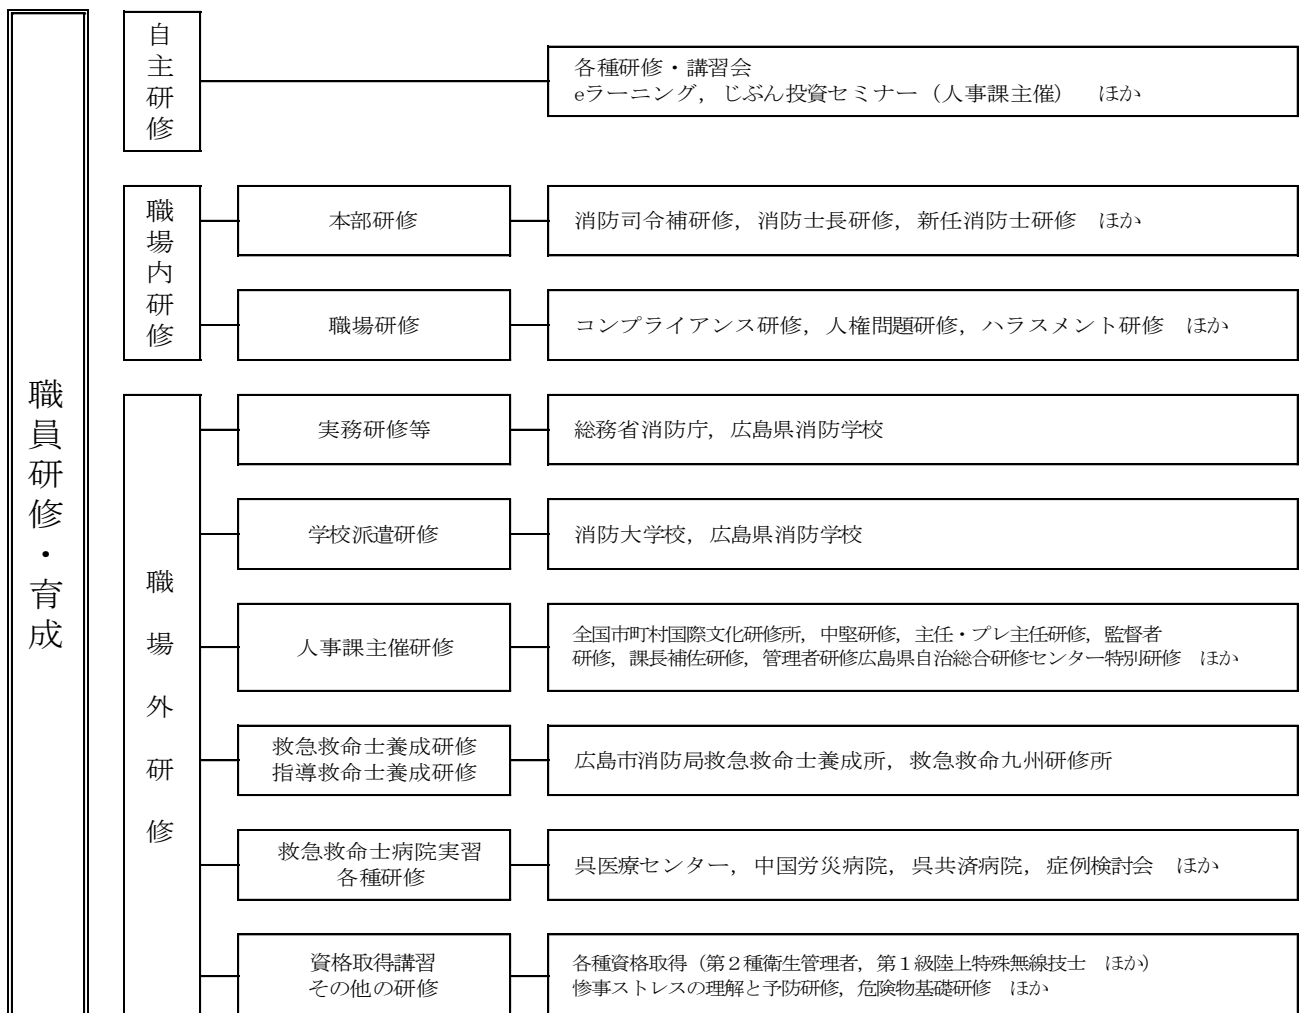 職員研修・育成
自主研修
各種研修・講習会
eラーニング，じぶん投資セミナー（人事課主催）　ほか
職場内研修
本部研修
消防司令補研修，消防士長研修，新任消防士研修　ほか
職場研修
コンプライアンス研修，人権問題研修，ハラスメント研修　ほか
職場外研修
実務研修等
総務省消防庁，広島県消防学校
学校派遣研修
消防大学校，広島県消防学校
人事課主催研修
全国市町村国際文化研修所，中堅研修，主任・プレ主任研修，監督者
研修，課長補佐研修，管理者研修広島県自治総合研修センター特別研修　ほか
救急救命士養成研修
指導救命士養成研修
広島市消防局救急救命士養成所，救急救命九州研修所
救急救命士病院実習
各種研修
呉医療センター，中国労災病院，呉共済病院，症例検討会　ほか
資格取得講習
その他の研修
各種資格取得（第２種衛生管理者，第１級陸上特殊無線技士　ほか）
惨事ストレスの理解と予防研修，危険物基礎研修　ほか